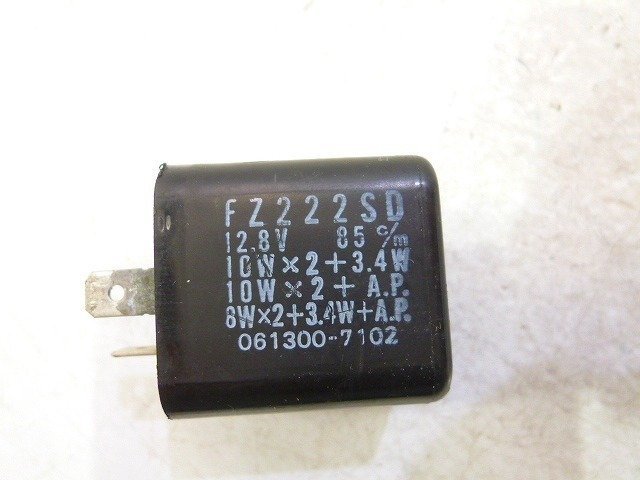 FZ222SD
12.8V 85 c/m
10W×2+3.4W
10W×2+ A.P.
8W×2+3.4W+A.P.
061300-7102